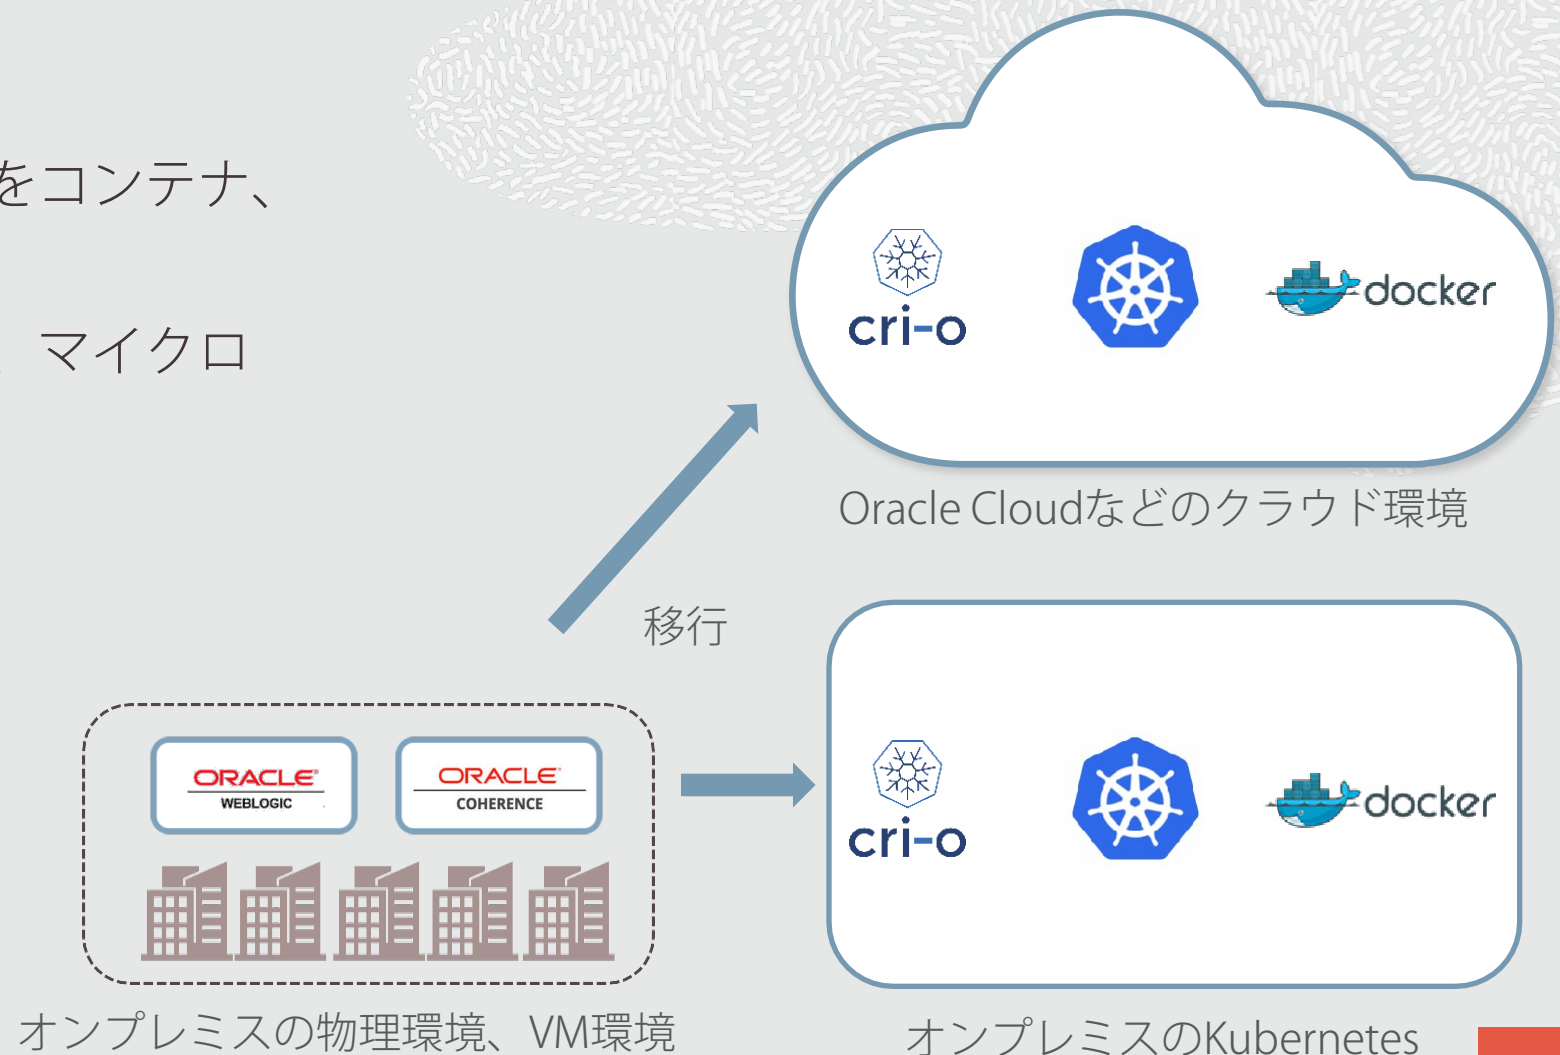 をコンテナ、
マイクロ
cri-o
docker
Oracle Cloudなどのクラウド環境
移行
ORACLE®
WEBLOGIC
ORACLE
COHERENCE
cri-o
docker
オンプレミスの物理環境、VM環境
オンプレミスのKubernetes